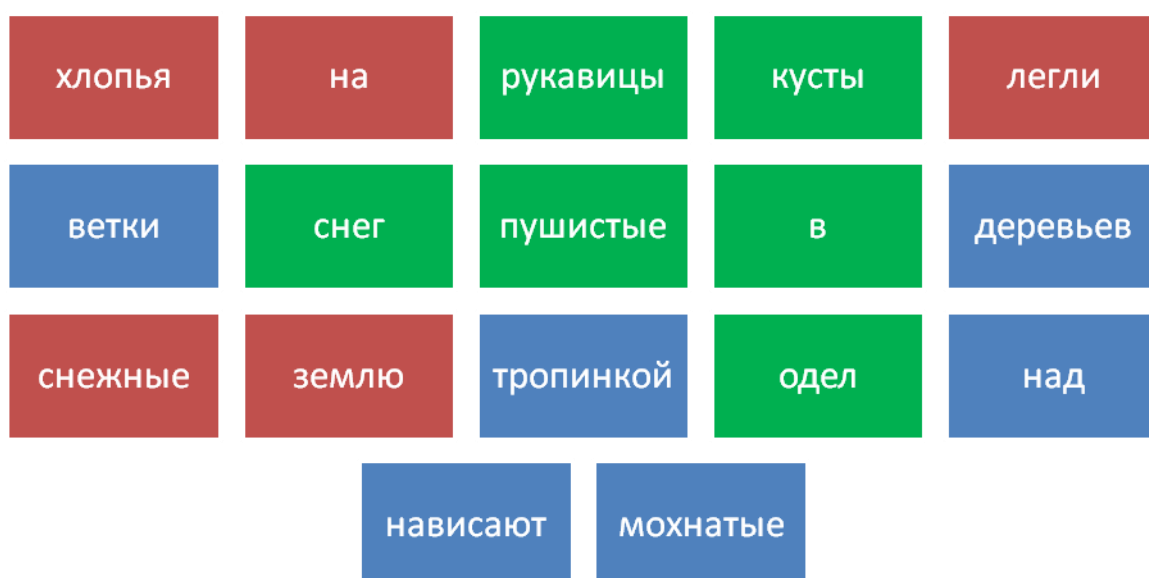 хлопья на рукавицы кусты легли
ветки снег пушистые в деревьев
снежные землю тропинкой одел над
нависают мохнатые